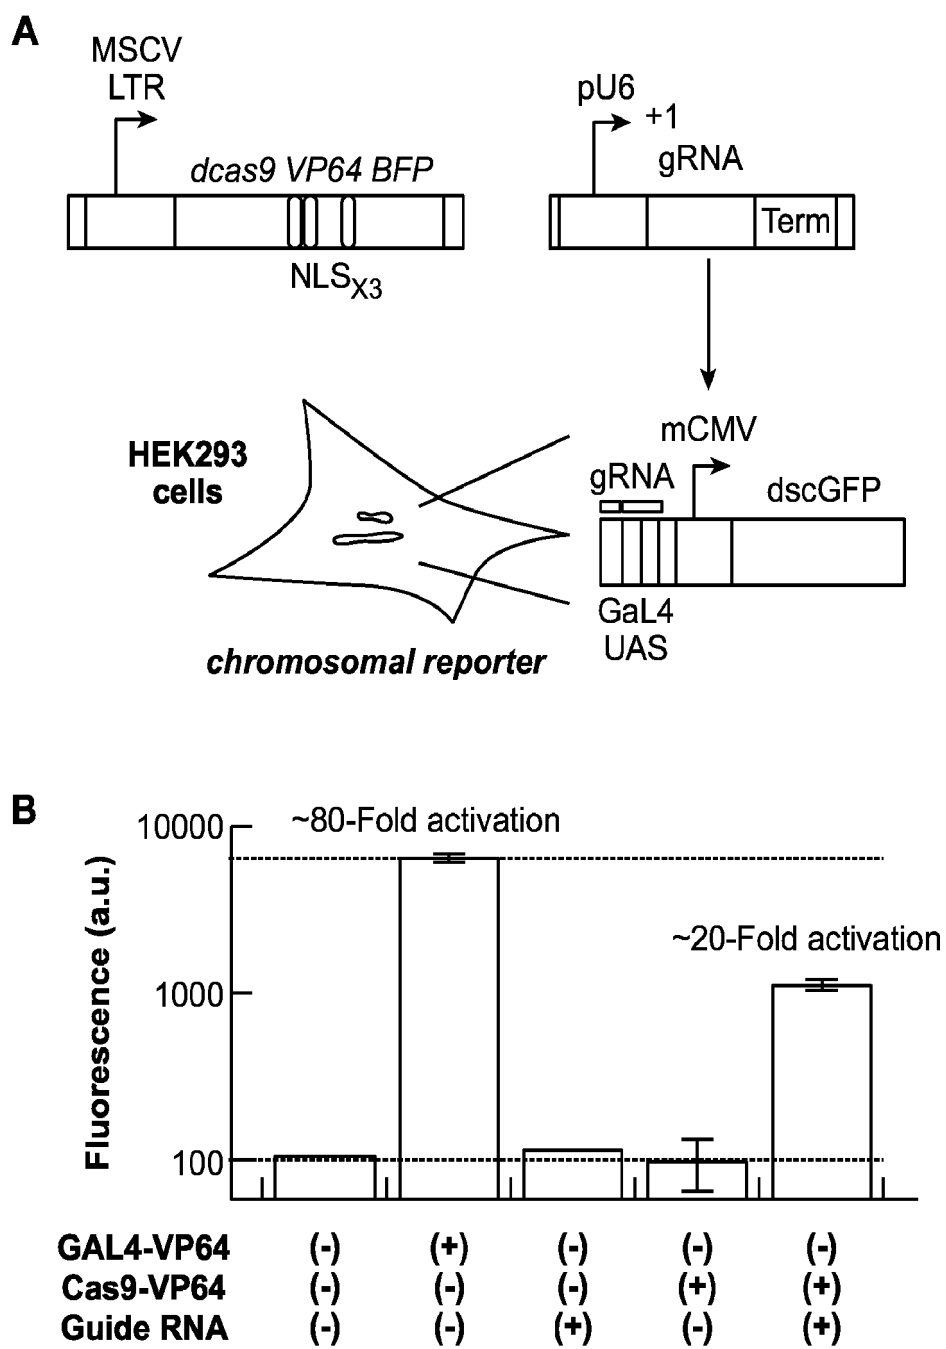 A
MSCV
LTR
dcas9 VP64 BFP
NLSX3
pU6
+1
gRNA
Term
HEK293
cells
chromosomal reporter
mCMV
gRNA
dscGFP
GaL4
UAS
B
~80-Fold activation
~20-Fold activation
Fluorescence (a.u.)
10000
1000
100
GAL4-VP64 (-) (+) (-) (-) (-)
Cas9-VP64 (-) (-) (-) (+) (+)
Guide RNA (-) (-) (+) (-) (+)